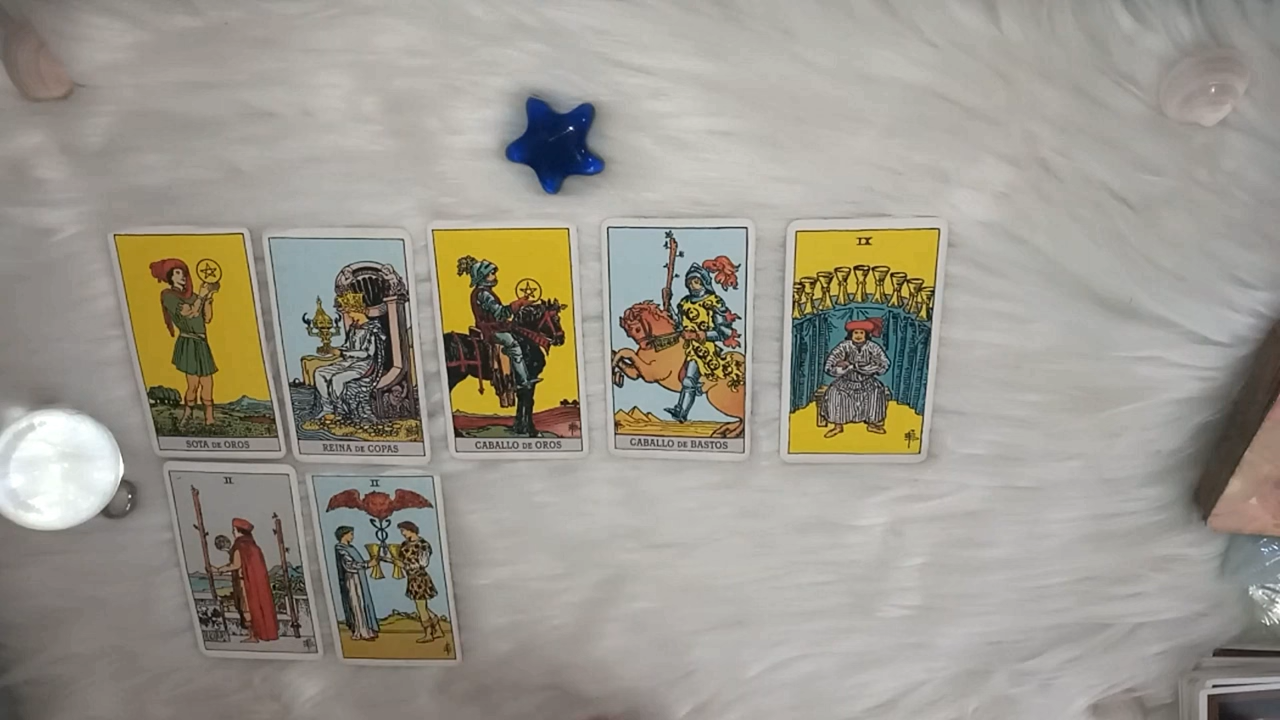 SOTA DE OROS
REINA DE COPAS
CABALLO DE OROS
CABALLO DE BASTOS
IX
II
II